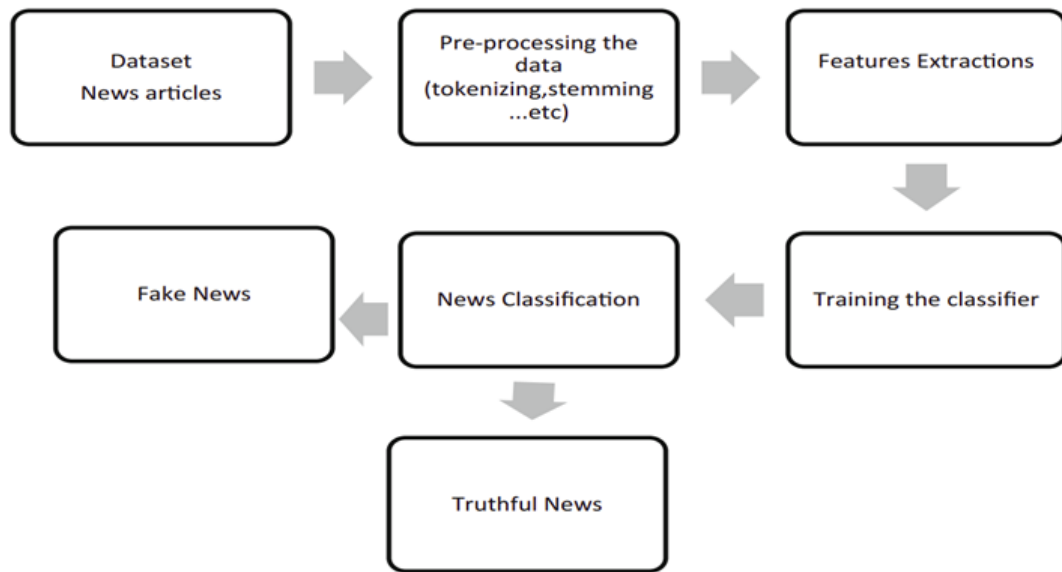 Dataset
News articles
Pre-processing the
data
(tokenizing,stemming
...etc)
Features Extractions
Fake News
News Classification
Training the classifier
Truthful News